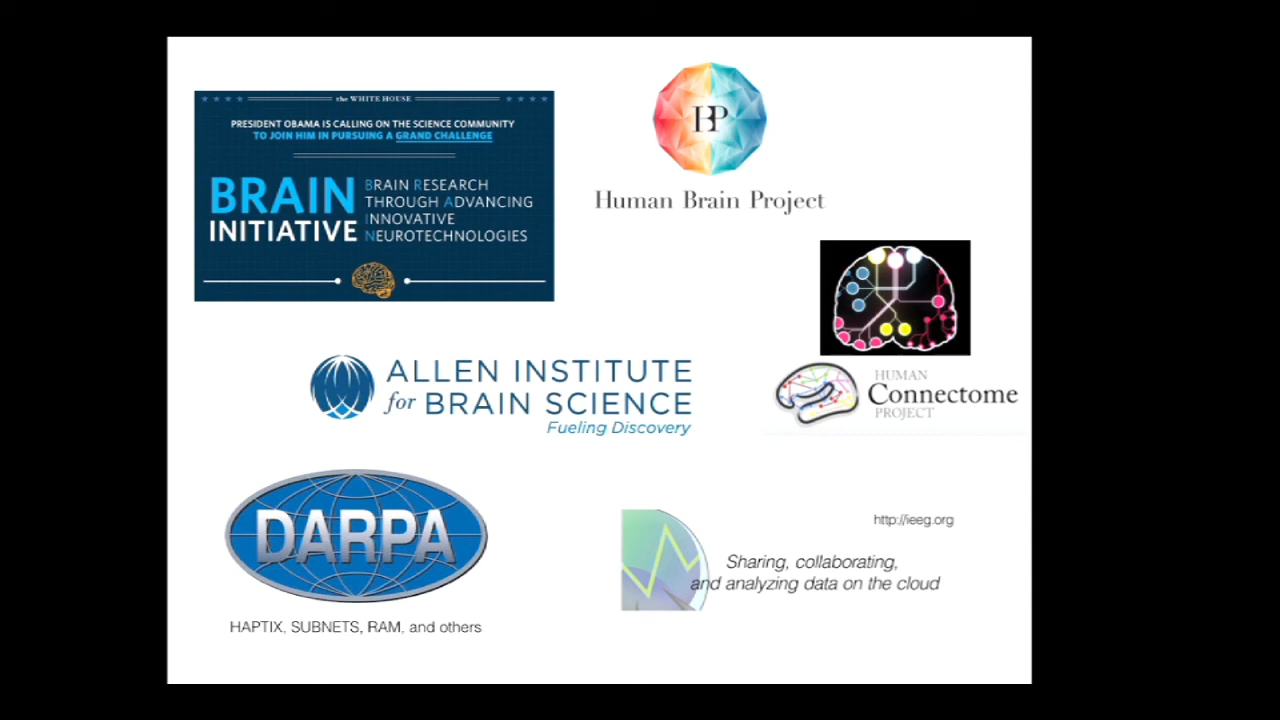 the WHITE HOUSE
PRESIDENT OBAMA IS CALLING ON THE SCIENCE COMMUNITY
TO JOIN HIM IN PURSUING A GRAND CHALLENGE
BRAIN
INITIATIVE
BRAIN RESEARCH
THROUGH ADVANCING
INNOVATIVE
NEUROTECHNOLOGIES
HBP
Human Brain Project
ALLEN INSTITUTE
for BRAIN SCIENCE
Fueling Discovery
HUMAN
Connectome
PROJECT
DARPA
HAPTIX, SUBNETS, RAM, and others
http://ieeg.org
Sharing, collaborating,
and analyzing data on the cloud